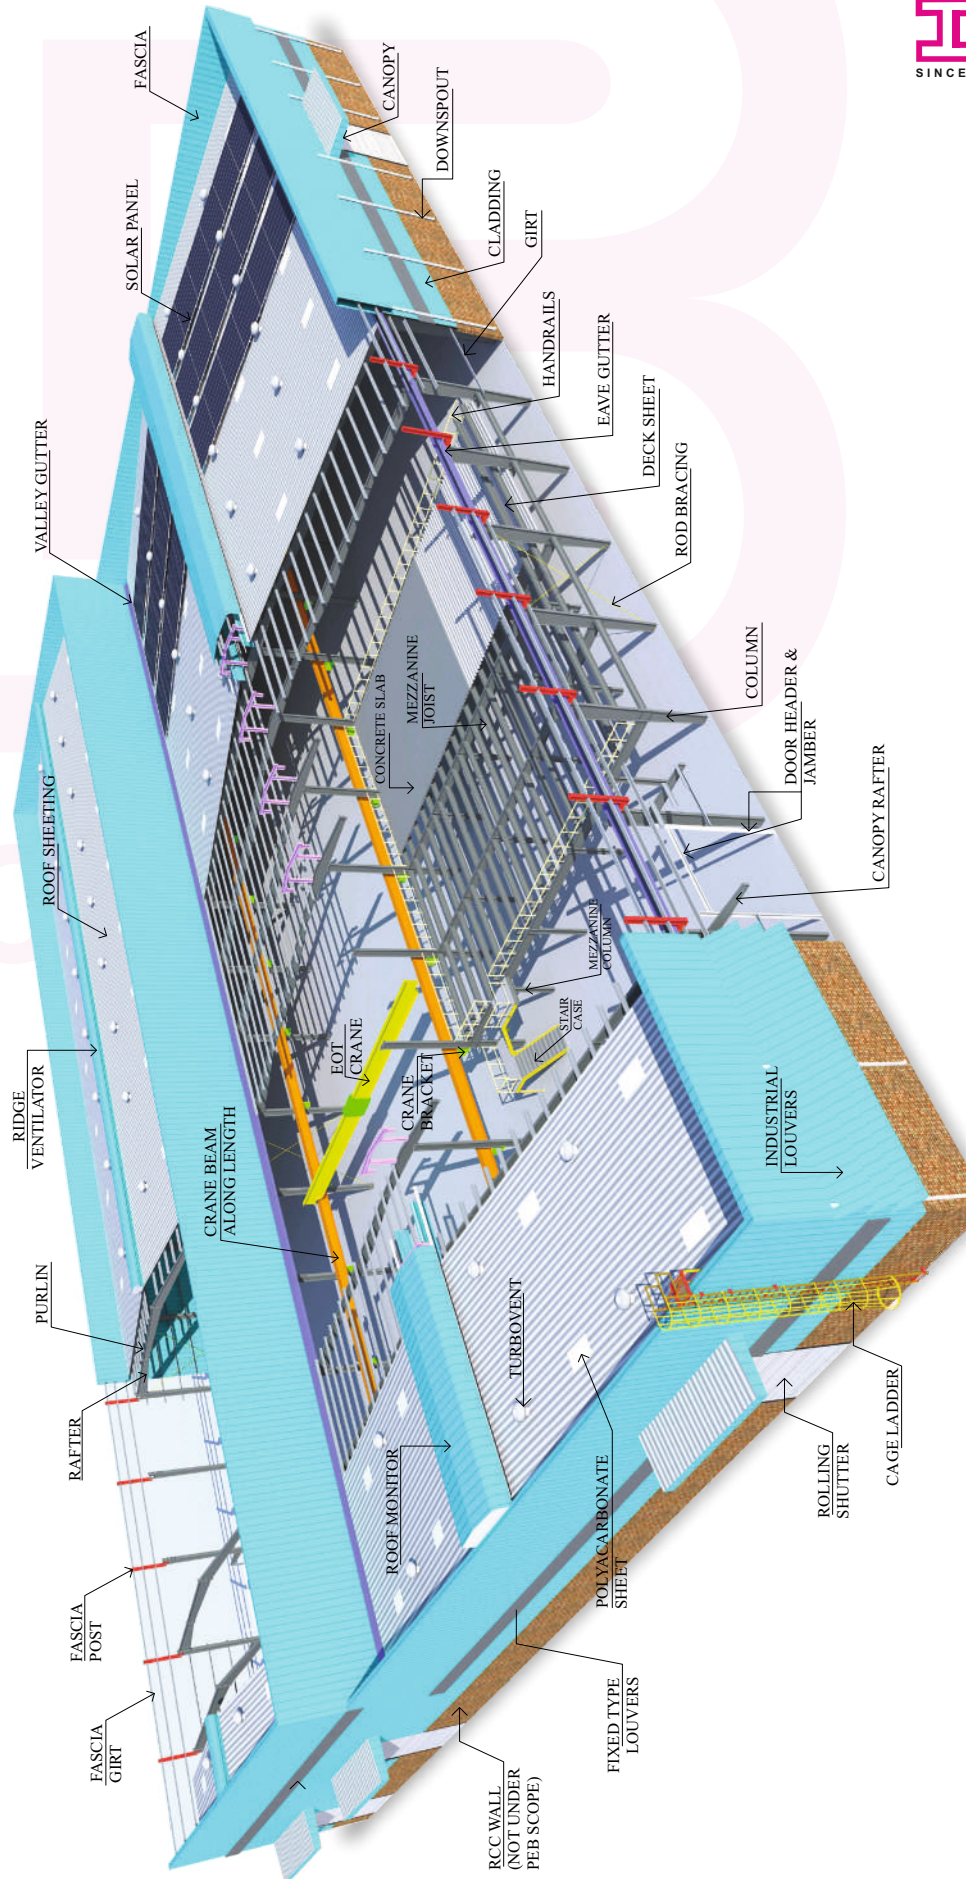 FASCIA
GIRT
FASCIA
POST
RAFTER
PURLIN
RIDGE
VENTILATOR
ROOF SHEETING
VALLEY GUTTER
SOLAR PANEL
FASCIA
CANOPY
DOWNSPOUT
CLADDING
GIRT
HANDRAILS
EAVE GUTTER
DECK SHEET
ROD BRACING
COLUMN
DOOR HEADER &
JAMBER
CANOPY RAFTER
CRANE BEAM
ALONG LENGTH
EOT
CRANE
CRANE
BRACKET
CONCRETE SLAB
MEZZANINE
JOIST
MEZZANINE
COLUMN
STAIR
CASE
INDUSTRIAL
LOUVERS
TURBOVENT
ROOF MONITOR
POLYACARBONATE
SHEET
CAGE LADDER
ROLLING
SHUTTER
FIXED TYPE
LOUVERS
RCC WALL
(NOT UNDER
PEB SCOPE)
SINCE